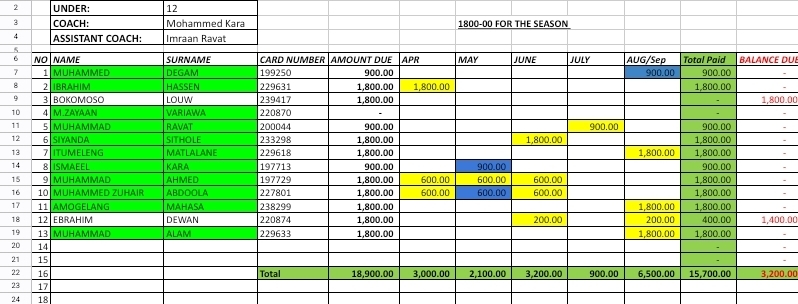 2 UNDER: 12
3 COACH: Mohammed Kara 1800-00 FOR THE SEASON
4 ASSISTANT COACH: Imraan Ravat
5
6 NO NAME SURNAME CARD NUMBER AMOUNT DUE APR MAY JUNE JULY AUG/Sep Total Paid BALANCE DUE
7 1 MUHAMMED DEGAM 199250 900.00 900.00 900.00 -
8 2 IBRAHIM HASSEN 229631 1,800.00 1,800.00 1,800.00 -
9 3 BOKOMOSO LOUW 239417 1,800.00 - 1,800.00
10 4 M.ZAYAAN VARIAWA 220870 - - -
11 5 MUHAMMAD RAVAT 200044 900.00 900.00 900.00 -
12 6 SIYANDA SITHOLE 233298 1,800.00 1,800.00 1,800.00 -
13 7 ITUMELENG MATLALANE 229618 1,800.00 1,800.00 1,800.00 -
14 8 ISMAEEL KARA 197713 900.00 900.00 900.00 -
15 9 MUHAMMAD AHMED 197729 1,800.00 600.00 600.00 600.00 1,800.00 -
16 10 MUHAMMED ZUHAIR ABDOOLA 227801 1,800.00 600.00 600.00 600.00 1,800.00 -
17 11 AMOGELANG MAHASA 238299 1,800.00 1,800.00 1,800.00 -
18 12 EBRAHIM DEWAN 220874 1,800.00 200.00 200.00 400.00 1,400.00
19 13 MUHAMMAD ALAM 229633 1,800.00 1,800.00 1,800.00 -
20 14 - -
21 15 - -
22 16 Total 18,900.00 3,000.00 2,100.00 3,200.00 900.00 6,500.00 15,700.00 3,200.00
23 17
24 18